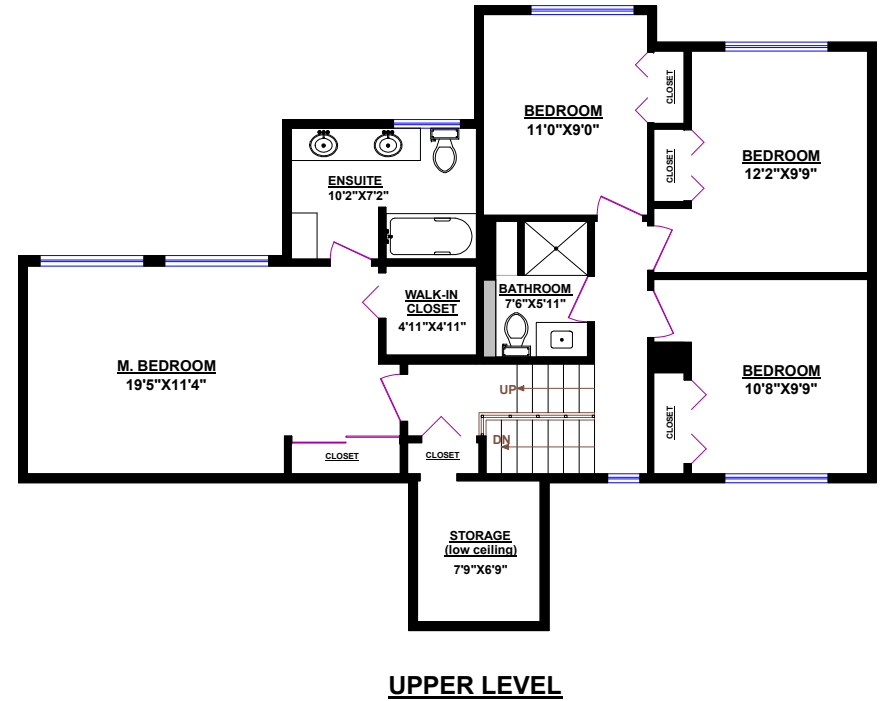 BEDROOM
11'0"X9'0"
CLOSET
CLOSET
BEDROOM
12'2"X9'9"
ENSUITE
10'2"X7'2"
BATHROOM
7'6"X5'11"
WALK-IN
CLOSET
4'11"X4'11"
M. BEDROOM
19'5"X11'4"
UP
DN
BEDROOM
10'8"X9'9"
CLOSET
CLOSET
CLOSET
STORAGE
(low ceiling)
7'9"X6'9"
UPPER LEVEL